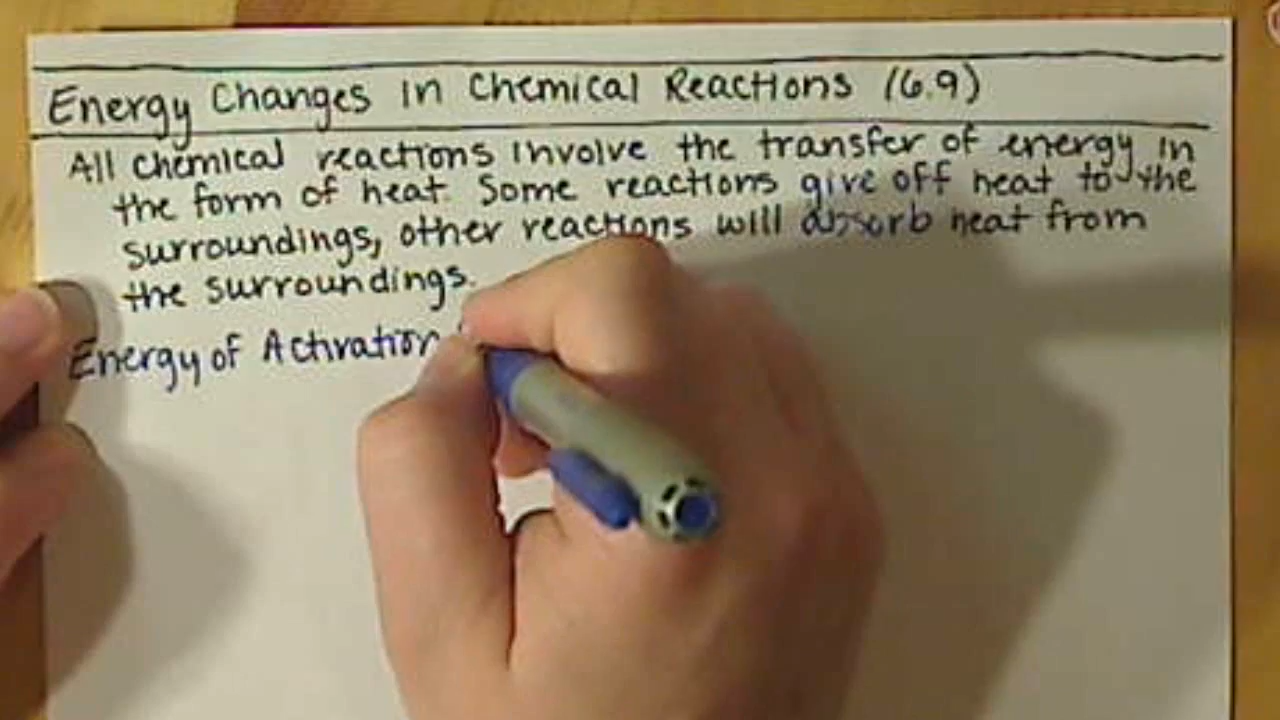 Energy Changes in Chemical Reactions (6.9)
All chemical reactions involve the transfer of energy in
the form of heat. Some reactions give off heat to the
surroundings, other reactions will absorb heat from
the surroundings.
Energy of Activation